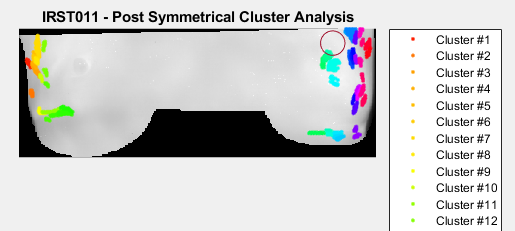 IRST011 - Post Symmetrical Cluster Analysis
Cluster #1
Cluster #2
Cluster #3
Cluster #4
Cluster #5
Cluster #6
Cluster #7
Cluster #8
Cluster #9
Cluster #10
Cluster #11
Cluster #12